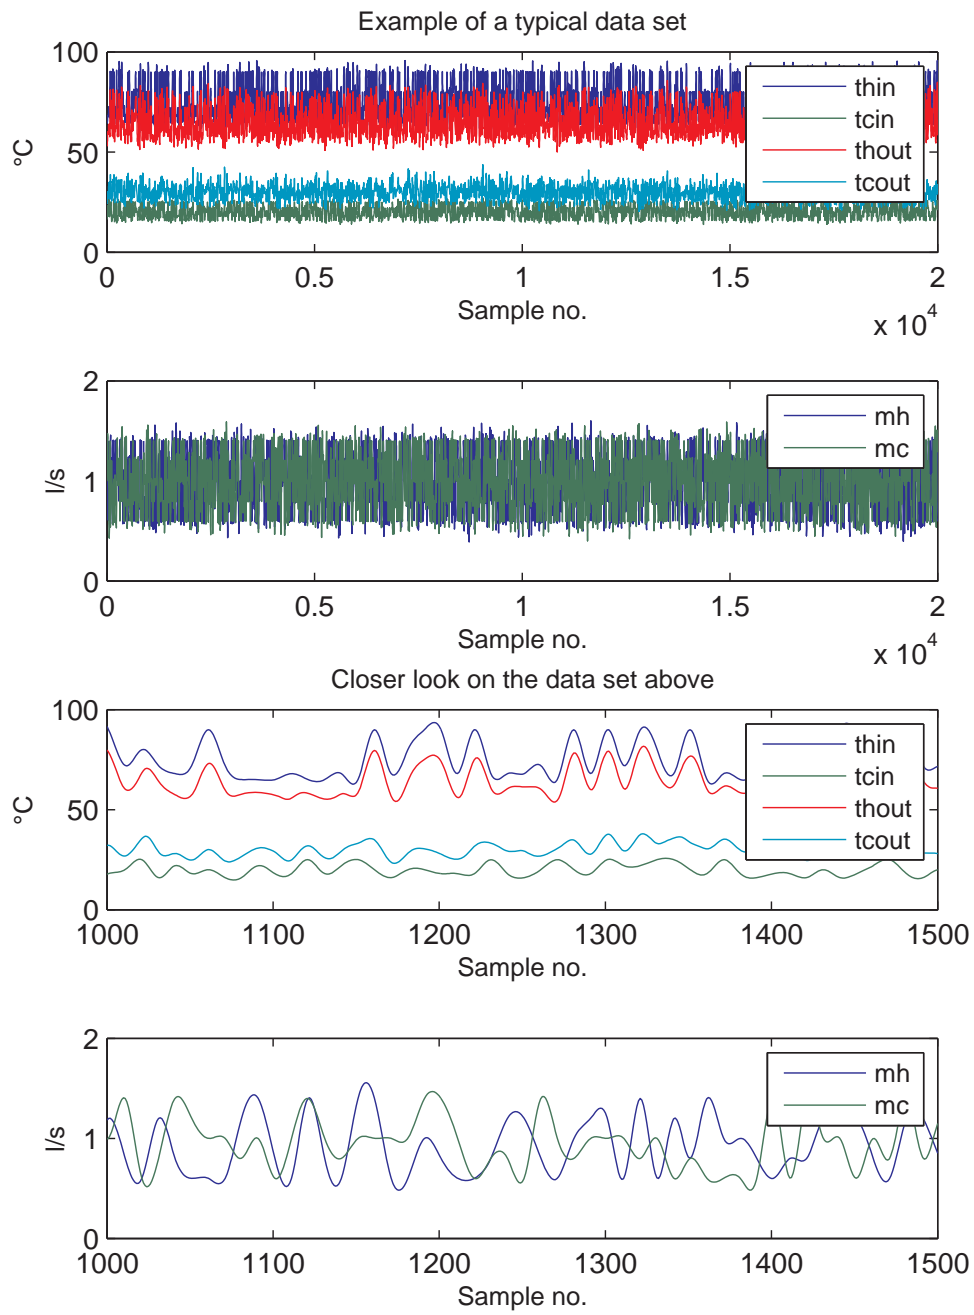 Example of a typical data set
100
50
0
°C
thin
tcin
thout
tcout
0 0.5 1 1.5 2
Sample no.
x 10^4
2
1
0
l/s
mh
mc
0 0.5 1 1.5 2
Sample no.
x 10^4
Closer look on the data set above
100
50
0
°C
thin
tcin
thout
tcout
1000 1100 1200 1300 1400 1500
Sample no.
2
1
0
l/s
mh
mc
1000 1100 1200 1300 1400 1500
Sample no.